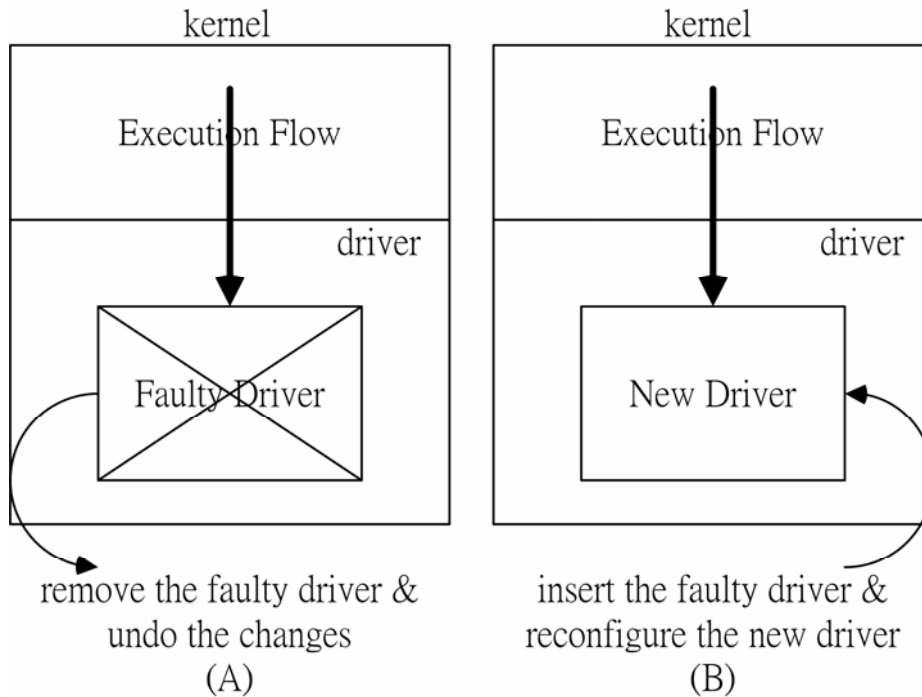 kernel
Execution Flow
driver
Faulty Driver
remove the faulty driver &
undo the changes
(A)
kernel
Execution Flow
driver
New Driver
insert the faulty driver &
reconfigure the new driver
(B)